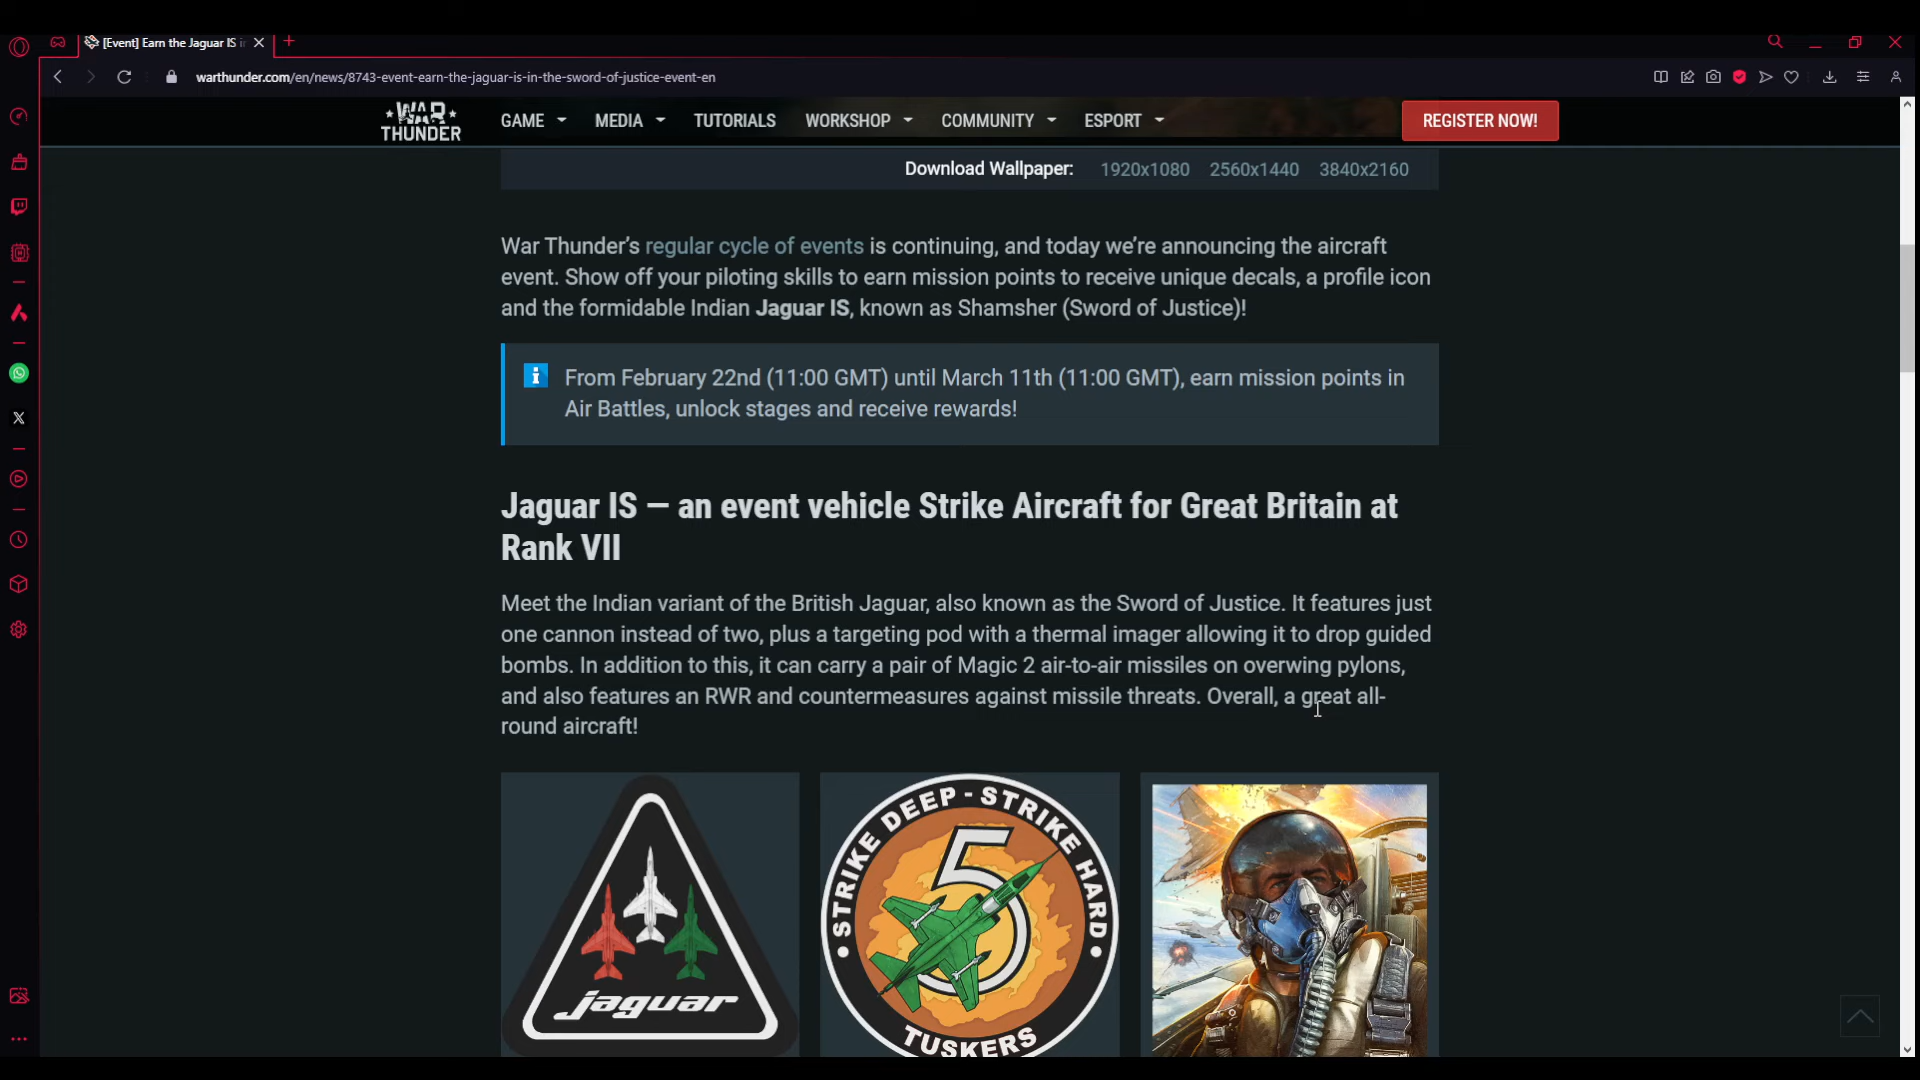 [Event] Earn the Jaguar IS i
warthunder.com/en/news/8743-event-earn-the-jaguar-is-in-the-sword-of-justice-event-en
WAR
THUNDER
GAME
MEDIA
TUTORIALS
WORKSHOP
COMMUNITY
ESPORT
REGISTER NOW!
Download Wallpaper: 1920x1080 2560x1440 3840x2160
War Thunder’s regular cycle of events is continuing, and today we’re announcing the aircraft
event. Show off your piloting skills to earn mission points to receive unique decals, a profile icon
and the formidable Indian Jaguar IS, known as Shamsher (Sword of Justice)!
From February 22nd (11:00 GMT) until March 11th (11:00 GMT), earn mission points in
Air Battles, unlock stages and receive rewards!
Jaguar IS — an event vehicle Strike Aircraft for Great Britain at
Rank VII
Meet the Indian variant of the British Jaguar, also known as the Sword of Justice. It features just
one cannon instead of two, plus a targeting pod with a thermal imager allowing it to drop guided
bombs. In addition to this, it can carry a pair of Magic 2 air-to-air missiles on overwing pylons,
and also features an RWR and countermeasures against missile threats. Overall, a great all-
round aircraft!
jaguar
STRIKE DEEP - STRIKE HARD
5
TUSKERS